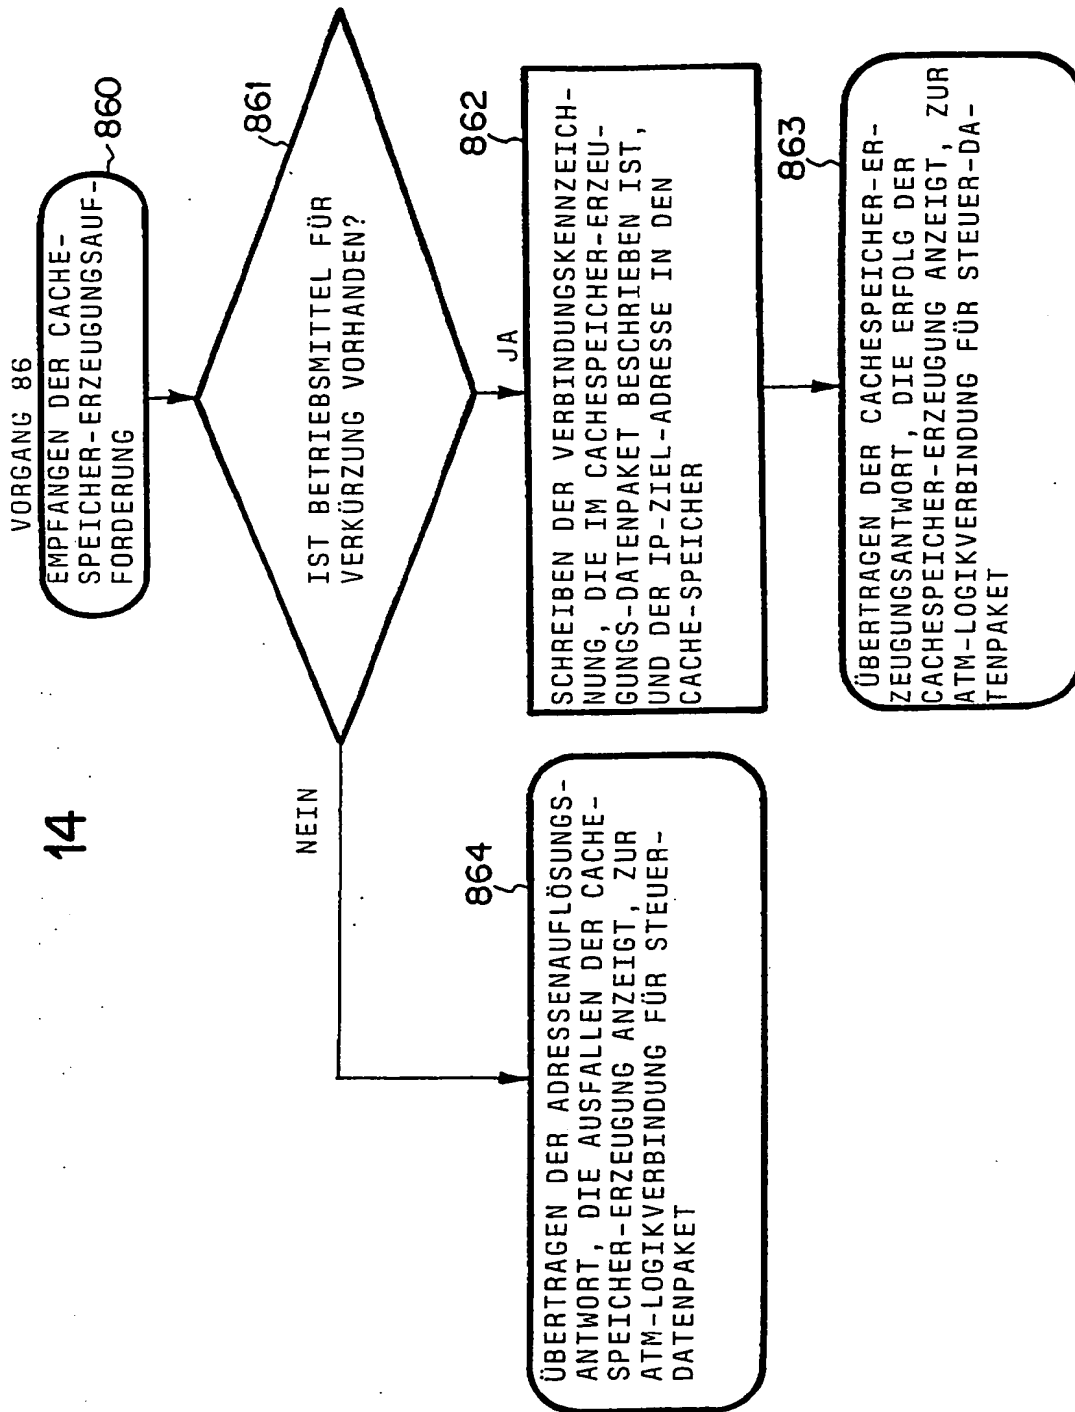 14
VORGANG 86
EMPFANGEN DER CACHE-
SPEICHER-ERZEUGUNGSAUF-
FORDERUNG
860
IST BETRIEBSMITTEL FÜR
VERKÜRZUNG VORHANDEN?
861
NEIN
JA
SCHREIBEN DER VERBINDUNGSKENNZEICH-
NUNG, DIE IM CACHESPEICHER-ERZEU-
GUNGS-DATENPAKET BESCHRIEBEN IST,
UND DER IP-ZIEL-ADRESSE IN DEN
CACHE-SPEICHER
862
ÜBERTRAGEN DER CACHESPEICHER-ER-
ZEUGUNGSANTWORT, DIE ERFOLG DER
CACHESPEICHER-ERZEUGUNG ANZEIGT, ZUR
ATM-LOGIKVERBINDUNG FÜR STEUER-DA-
TENPAKET
863
ÜBERTRAGEN DER ADRESSENAUFLÖSUNGS-
ANTWORT, DIE AUSFALLEN DER CACHE-
SPEICHER-ERZEUGUNG ANZEIGT, ZUR
ATM-LOGIKVERBINDUNG FÜR STEUER-
DATENPAKET
864